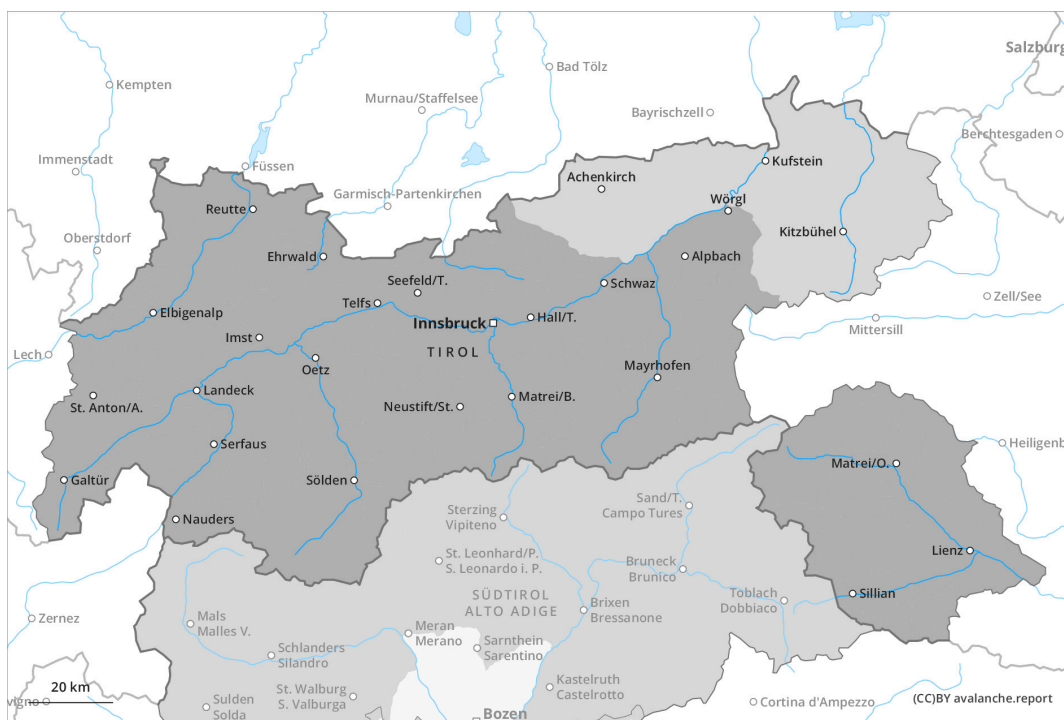 Salzburg
Kempten
Bad Tölz
Murnau/Staffelsee
Bayrischzell
Berchtesgaden
Immenstadt
Füssen
Kufstein
Achenkirch
Garmisch-Partenkirchen
Reutte
Wörgl
Kitzbühel
Oberstdorf
Ehrwald
Alpbach
Seefeld/T.
Schwaz
Zell/See
Telfs
Elbigenalp
Hall/T.
Innsbruck
Mittersill
Imst
TIROL
Lech
Oetz
Mayrhofen
Landeck
St. Anton/A.
Neustift/St.
Matrei/B.
Serfaus
Heiligenb
Matrei/O.
Galtür
Sölden
Sand/T.
Campo Tures
Sterzing
Vipiteno
Nauders
Lienz
St. Leonhard/P.
S. Leonardo i. P.
Bruneck
Brunico
Sillian
SÜDTIROL
ALTO ADIGE
Toblach
Dobbiaco
Brixen
Bressanone
Zernez
Mals
Malles V.
Meran
Merano
Sarnthein
Sarentino
Schlanders
Silandro
Kastelruth
Castelrotto
20 km
vigno
St. Walburg
S. Valburga
Sulden
Solda
Cortina d'Ampezzo
(CC)BY avalanche.report
Bozen